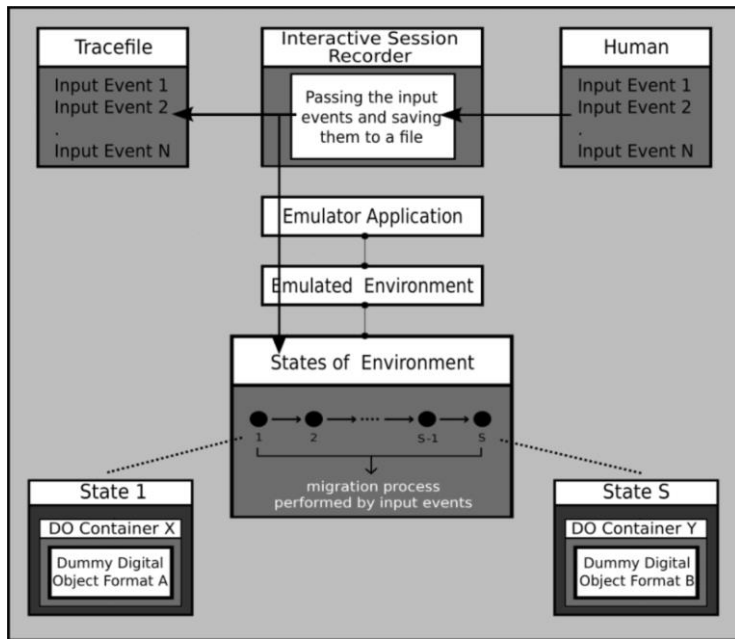 Tracefile
Input Event 1
Input Event 2
.
Input Event N
Interactive Session
Recorder
Passing the input
events and saving
them to a file
Human
Input Event 1
Input Event 2
.
Input Event N
Emulator Application
Emulated Environment
States of Environment
1 2 .... S-1 S
migration process
performed by input events
State 1
DO Container X
Dummy Digital
Object Format A
State S
DO Container Y
Dummy Digital
Object Format B